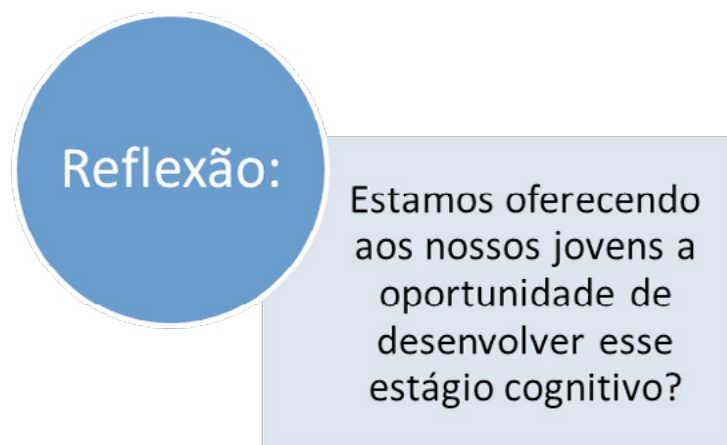 Reflexão:
Estamos oferecendo
aos nossos jovens a
oportunidade de
desenvolver esse
estágio cognitivo?